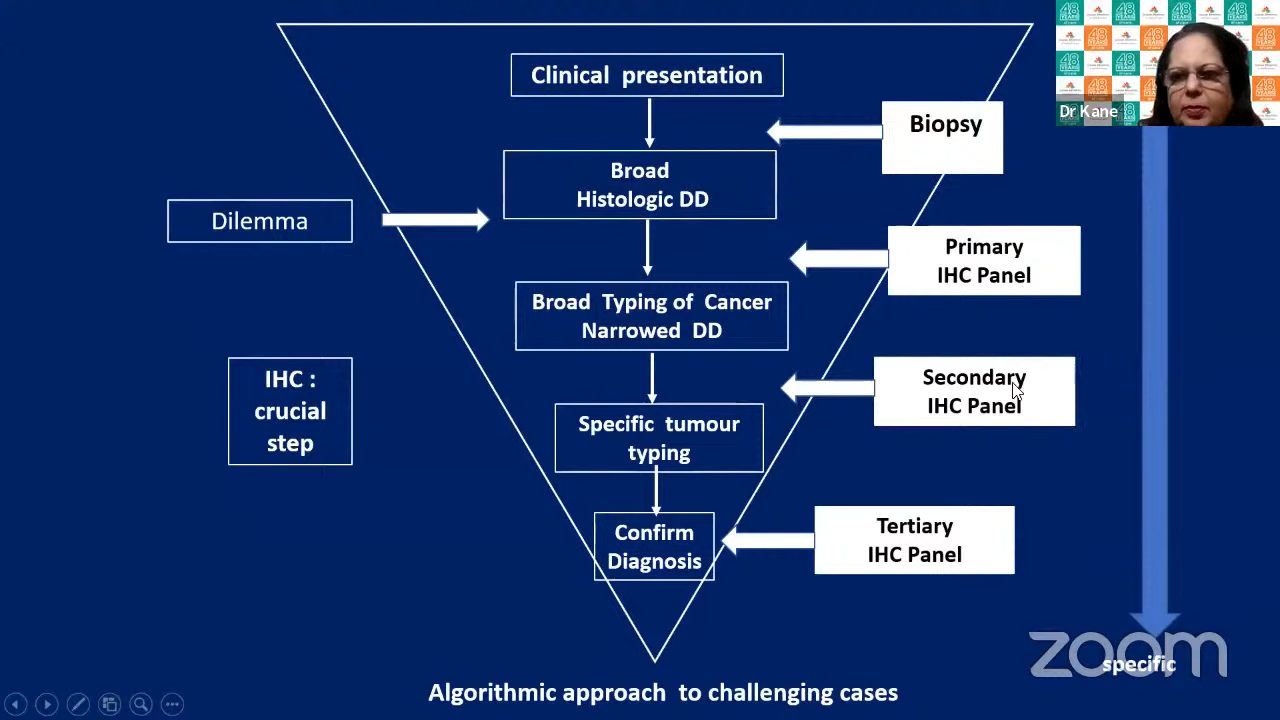 Clinical presentation
Biopsy
Broad
Histologic DD
Dilemma
Primary
IHC Panel
Broad Typing of Cancer
Narrowed DD
IHC :
crucial
step
Secondary
IHC Panel
Specific tumour
typing
Confirm
Diagnosis
Tertiary
IHC Panel
specific
Algorithmic approach to challenging cases
Dr Kane
48
YEARS
zoom